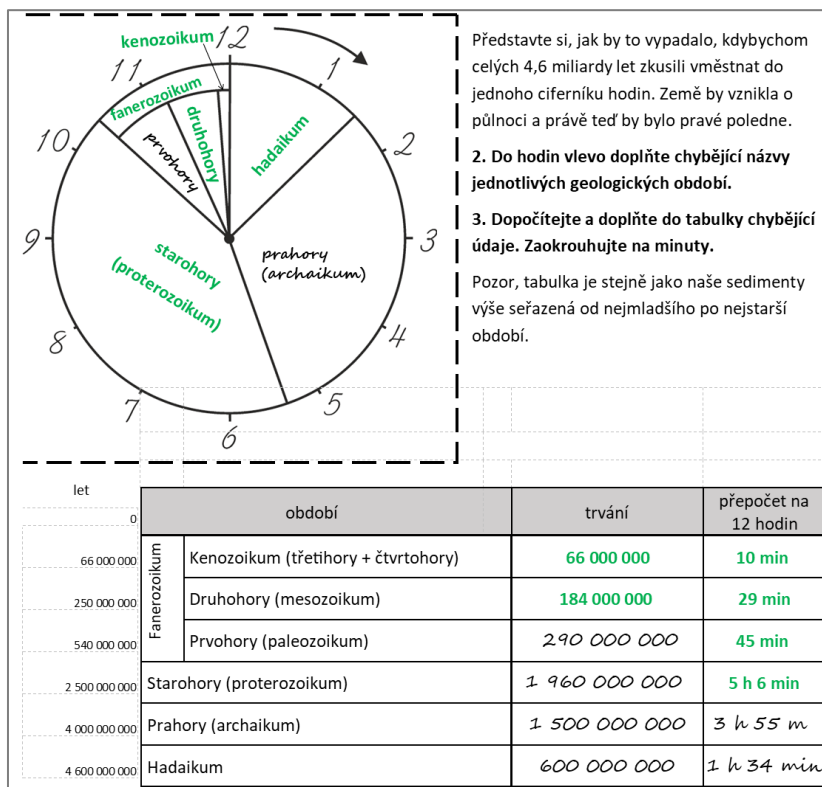 kenozoikum
12
11
1
fanerozoikum
druhohory
hadaikum
10
prvohory
2
9
3
starohory
(proterozoikum)
prahory
(archaikum)
8
4
7
5
6
Představte si, jak by to vypadalo, kdybychom
celých 4,6 miliardy let zkusili vměstnat do
jednoho ciferníku hodin. Země by vznikla o
půlnoci a právě teď by bylo pravé poledne.
2. Do hodin vlevo doplňte chybějící názvy
jednotlivých geologických období.
3. Dopočítejte a doplňte do tabulky chybějící
údaje. Zaokrouhujte na minuty.
Pozor, tabulka je stejně jako naše sedimenty
výše seřazená od nejmladšího po nejstarší
období.
let
0
období
trvání
přepočet na
12 hodin
Fanerozoikum
66 000 000
Kenozoikum (třetihory + čtvrtohory)
66 000 000
10 min
250 000 000
Druhohory (mesozoikum)
184 000 000
29 min
540 000 000
Prvohory (paleozoikum)
290 000 000
45 min
2 500 000 000
Starohory (proterozoikum)
1 960 000 000
5 h 6 min
4 000 000 000
Prahory (archaikum)
1 500 000 000
3 h 55 m
4 600 000 000
Hadaikum
600 000 000
1 h 34 min